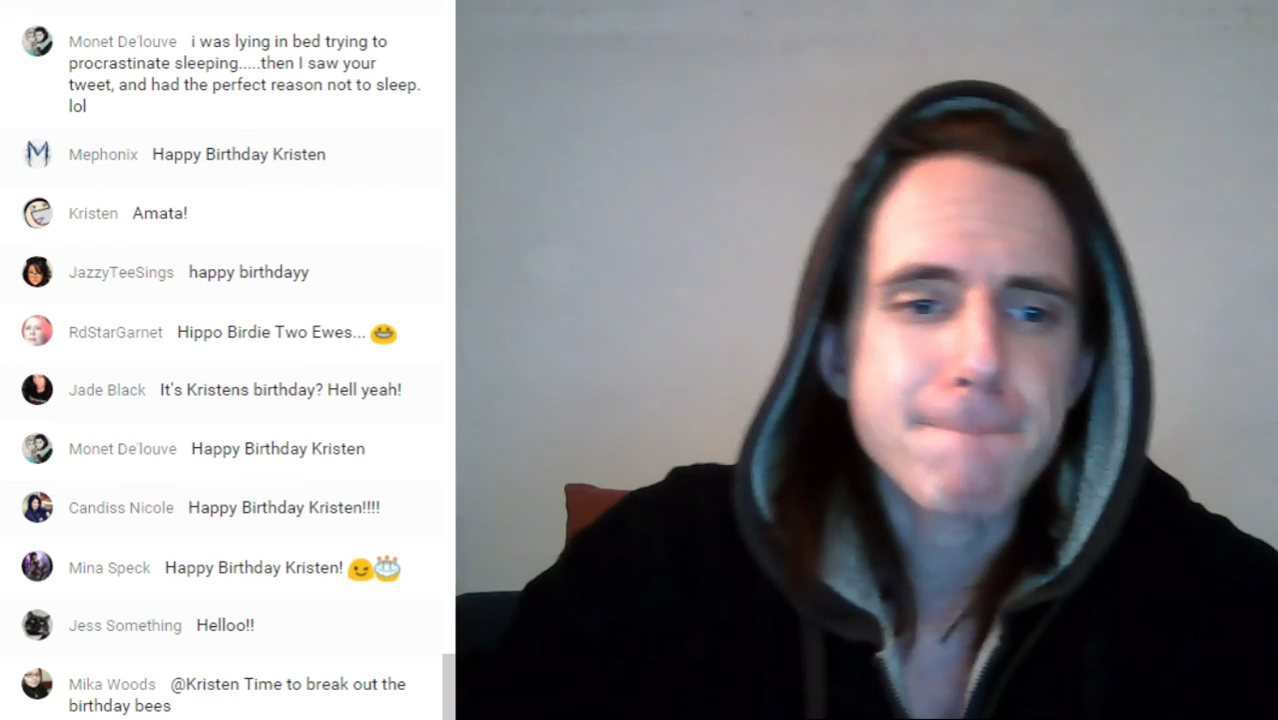 Monet De'louve i was lying in bed trying to
procrastinate sleeping.....then I saw your
tweet, and had the perfect reason not to sleep.
lol
Mephonix Happy Birthday Kristen
Kristen Amata!
JazzyTeeSings happy birthdayy
RdStarGarnet Hippo Birdie Two Ewes... 😁
Jade Black It's Kristens birthday? Hell yeah!
Monet De'louve Happy Birthday Kristen
Candiss Nicole Happy Birthday Kristen!!!!
Mina Speck Happy Birthday Kristen! 😉🎂
Jess Something Helloo!!
Mika Woods @Kristen Time to break out the
birthday bees